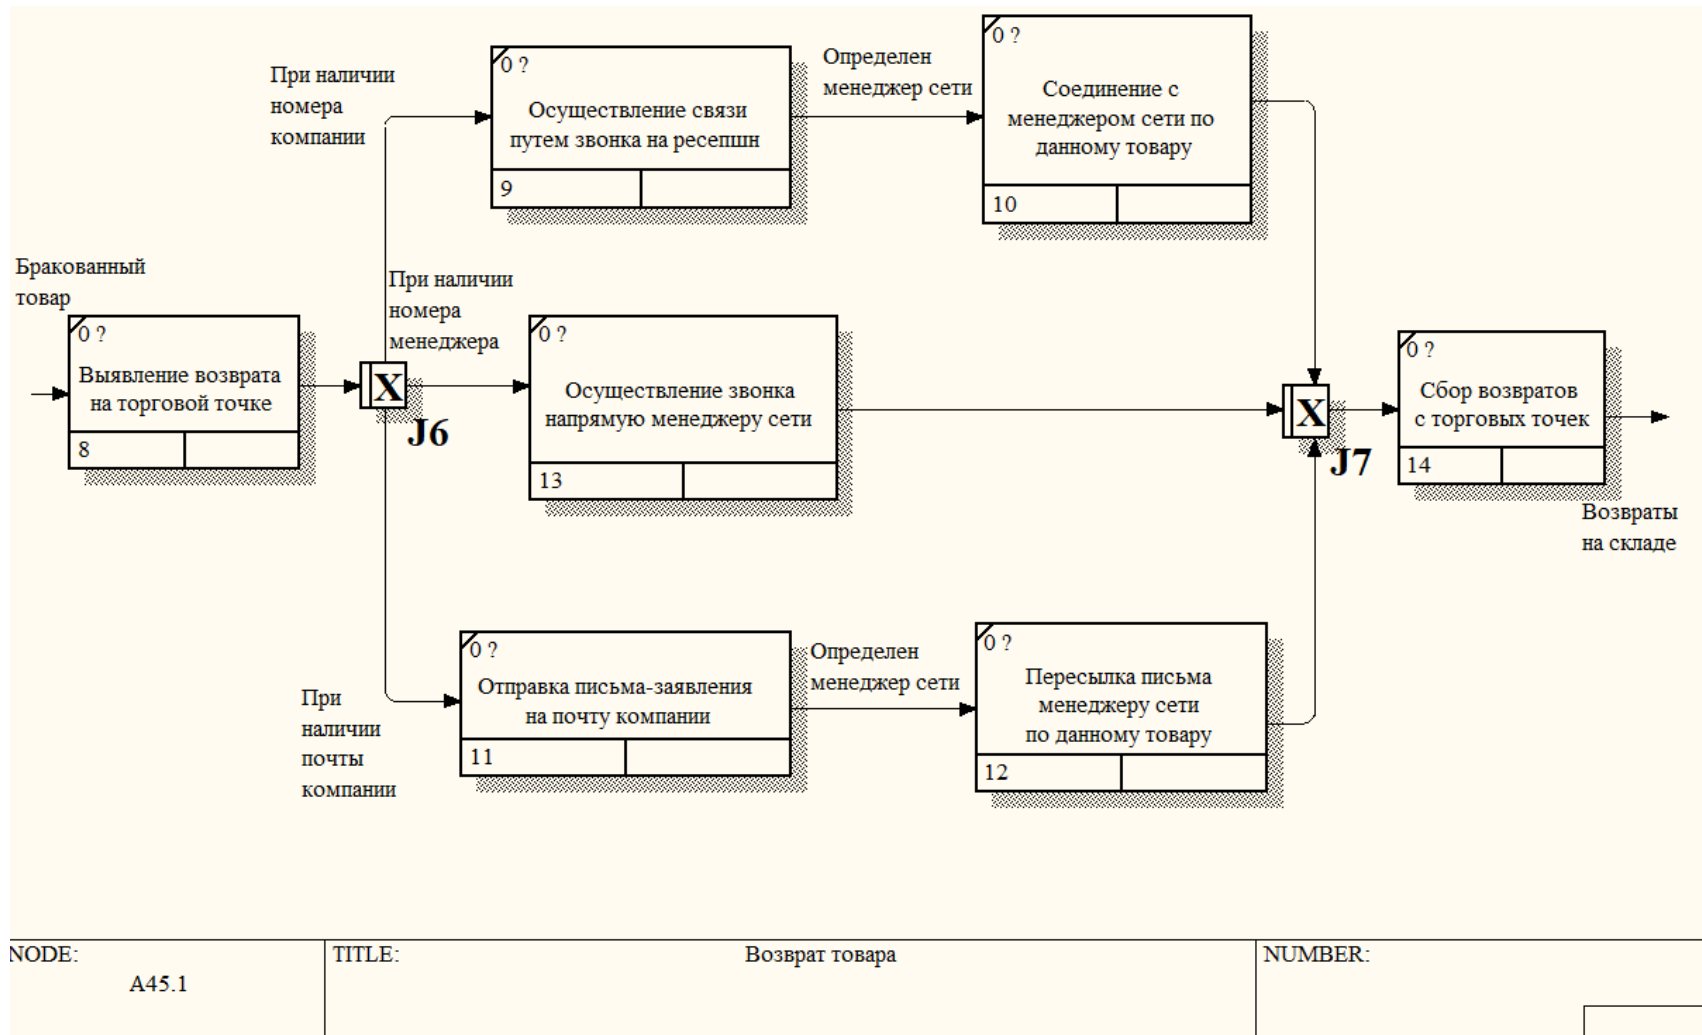 При наличии
номера
компании
0 ?
Осуществление связи
путем звонка на ресепшн
9
Определен
менеджер сети
0 ?
Соединение с
менеджером сети по
данному товару
10
Бракованный
товар
0 ?
Выявление возврата
на торговой точке
8
X
J6
При наличии
номера
менеджера
0 ?
Осуществление звонка
напрямую менеджеру сети
13
X
J7
0 ?
Сбор возвратов
с торговых точек
14
Возвраты
на складе
При
наличии
почты
компании
0 ?
Отправка письма-заявления
на почту компании
11
Определен
менеджер сети
0 ?
Пересылка письма
менеджеру сети
по данному товару
12
NODE:
A45.1
TITLE:
Возврат товара
NUMBER: